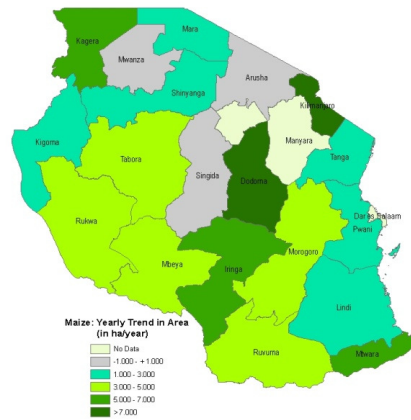 Mara
Kagera
Mwanza
Arusha
Kilimanjaro
Shinyanga
Manyara
Kigoma
Tanga
Tabora
Singida
Dodoma
Dar es Salaam
Pwani
Rukwa
Morogoro
Mbeya
Iringa
Lindi
Maize: Yearly Trend in Area
(in ha/year)
No Data
-1.000 - +1.000
1.000 - 3.000
3.000 - 5.000
5.000 - 7.000
>7.000
Ruvuma
Mtwara